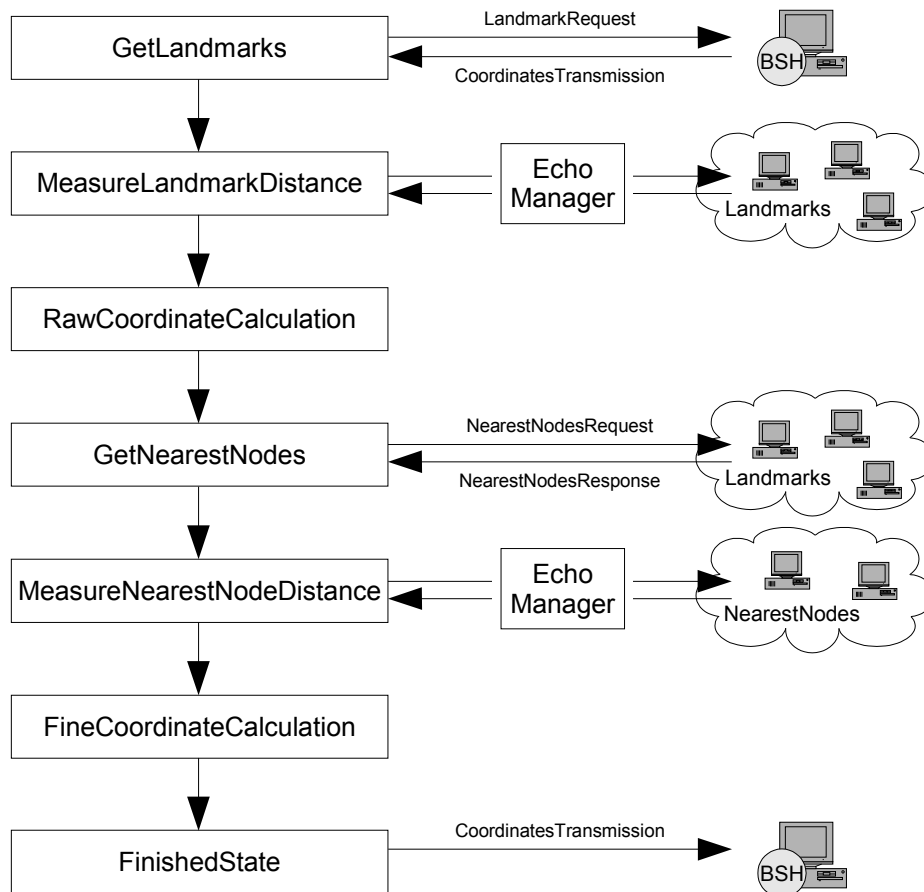 LandmarkRequest
GetLandmarks
BSH
CoordinatesTransmission
MeasureLandmarkDistance
Echo
Manager
Landmarks
RawCoordinateCalculation
NearestNodesRequest
GetNearestNodes
NearestNodesResponse
Landmarks
MeasureNearestNodeDistance
Echo
Manager
NearestNodes
FineCoordinateCalculation
CoordinatesTransmission
FinishedState
BSH